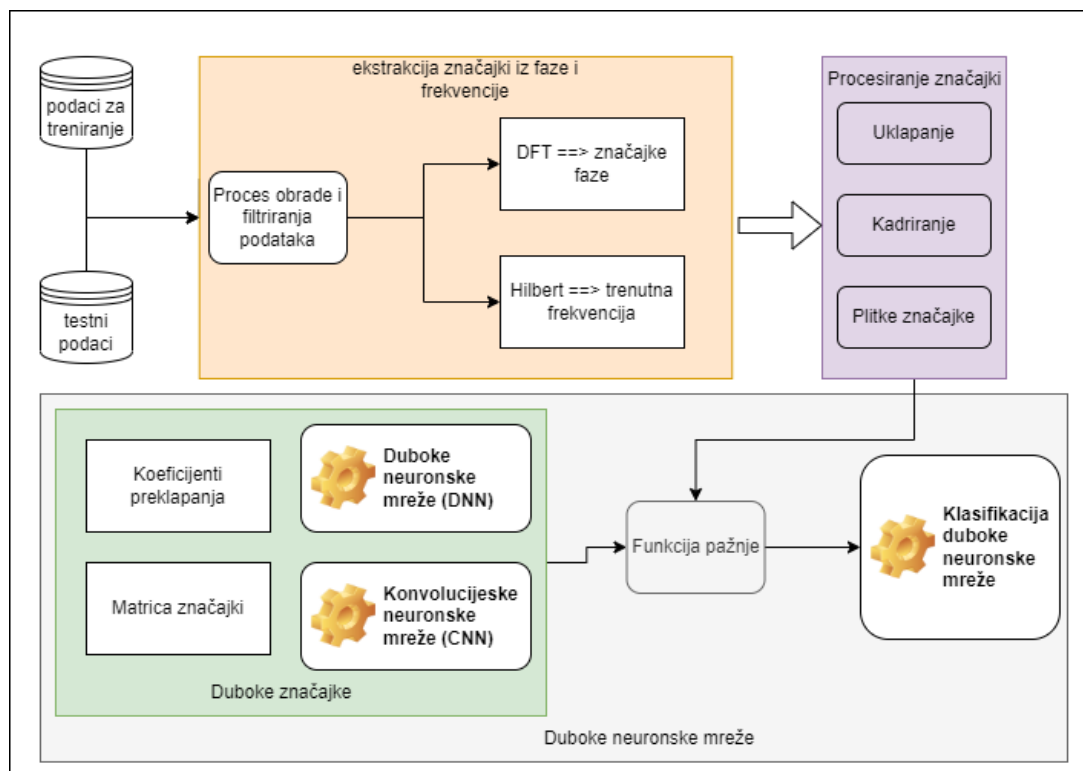 podaci za
treniranje
testni
podaci
ekstrakcija značajki iz faze i
frekvencije
Proces obrade i
filtriranja
podataka
DFT ==> značajke
faze
Hilbert ==> trenutna
frekvencija
Procesiranje značajki
Uklapanje
Kadriranje
Plitke značajke
Koeficijenti
preklapanja
Duboke
neuronske
mreže (DNN)
Matrica značajki
Konvolucijeske
neuronske
mreže (CNN)
Duboke značajke
Funkcija pažnje
Klasifikacija
duboke
neuronske
mreže
Duboke neuronske mreže